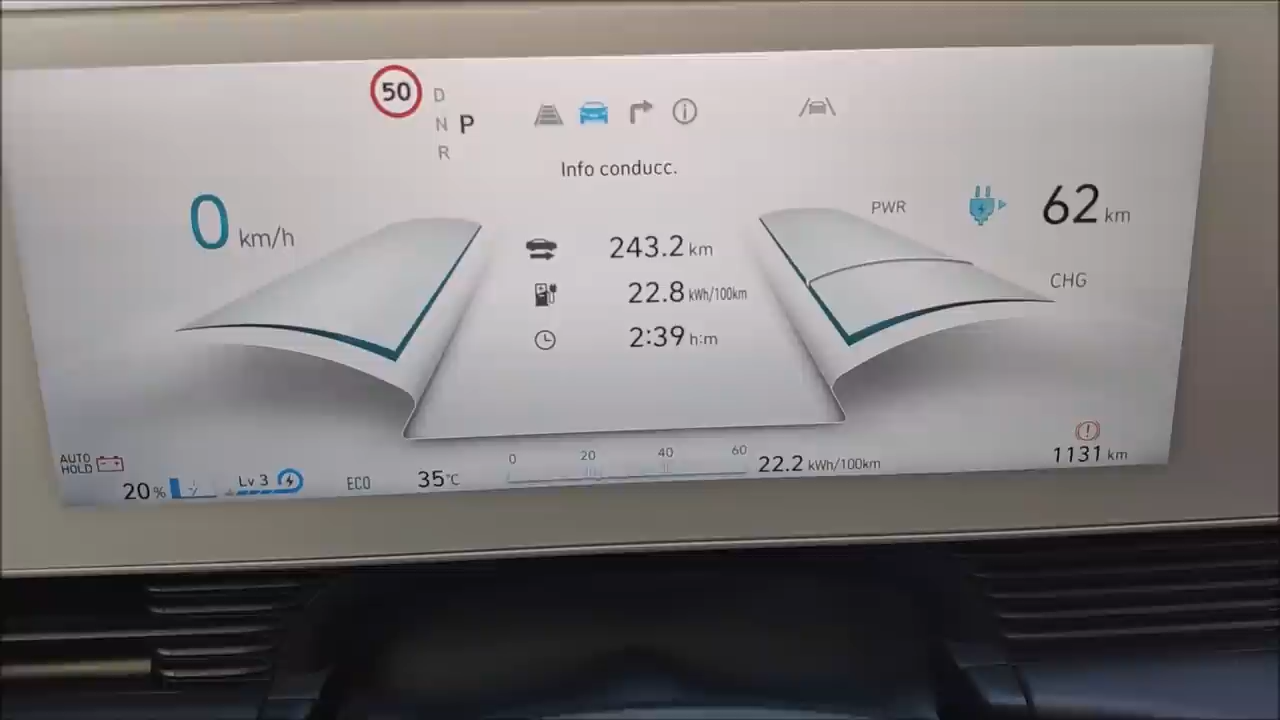 50
D
N P
R
Info conducc.
0 km/h
243.2 km
22.8 kWh/100km
2:39 h:m
PWR
62 km
CHG
AUTO
HOLD
20 %
Lv 3
ECO
35°C
0 20 40 60
22.2 kWh/100km
1131 km